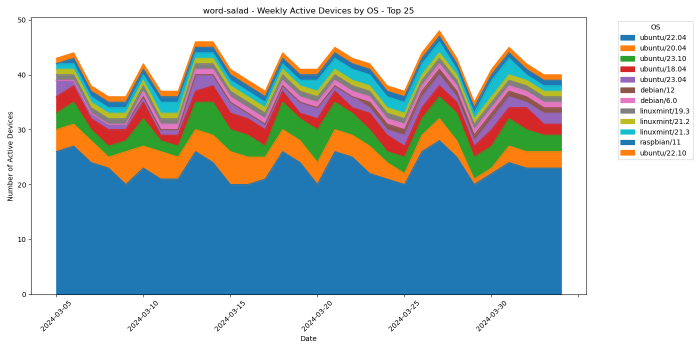 word-salad - Weekly Active Devices by OS - Top 25
Number of Active Devices
50
40
30
20
10
0
2024-03-05
2024-03-10
2024-03-15
2024-03-20
2024-03-25
2024-03-30
Date
OS
ubuntu/22.04
ubuntu/20.04
ubuntu/23.10
ubuntu/18.04
ubuntu/23.04
debian/12
debian/6.0
linuxmint/19.3
linuxmint/21.2
linuxmint/21.3
raspbian/11
ubuntu/22.10